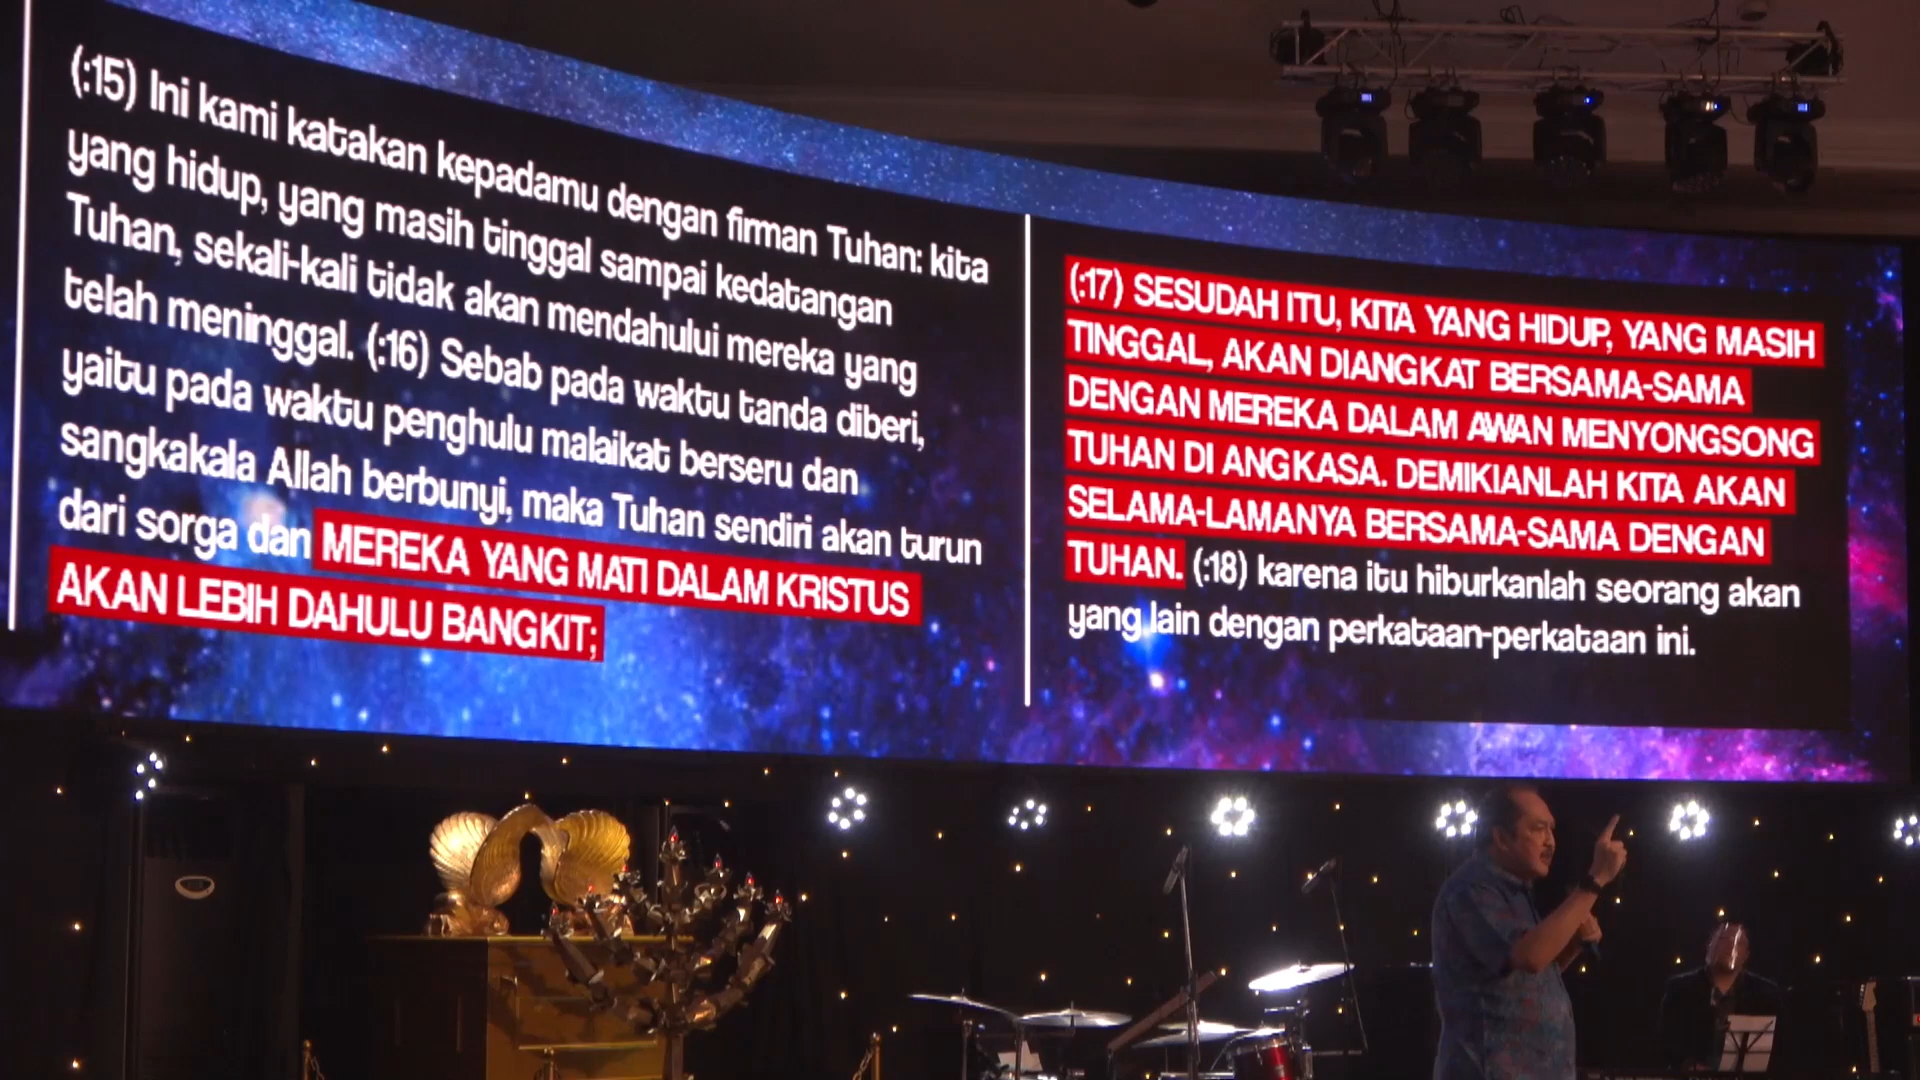 (:15) Ini kami katakan kepadamu dengan firman Tuhan: kita
yang hidup, yang masih tinggal sampai kedatangan
Tuhan, sekali-kali tidak akan mendahului mereka yang
telah meninggal. (:16) Sebab pada waktu tanda diberi,
yaitu pada waktu penghulu malaikat berseru dan
sangkakala Allah berbunyi, maka Tuhan sendiri akan turun
dari sorga dan MEREKA YANG MATI DALAM KRISTUS
AKAN LEBIH DAHULU BANGKIT;
(:17) SESUDAH ITU, KITA YANG HIDUP, YANG MASIH
TINGGAL, AKAN DIANGKAT BERSAMA-SAMA
DENGAN MEREKA DALAM AWAN MENYONGSONG
TUHAN DI ANGKASA. DEMIKIANLAH KITA AKAN
SELAMA-LAMANYA BERSAMA-SAMA DENGAN
TUHAN. (:18) karena itu hiburkanlah seorang akan
yang lain dengan perkataan-perkataan ini.